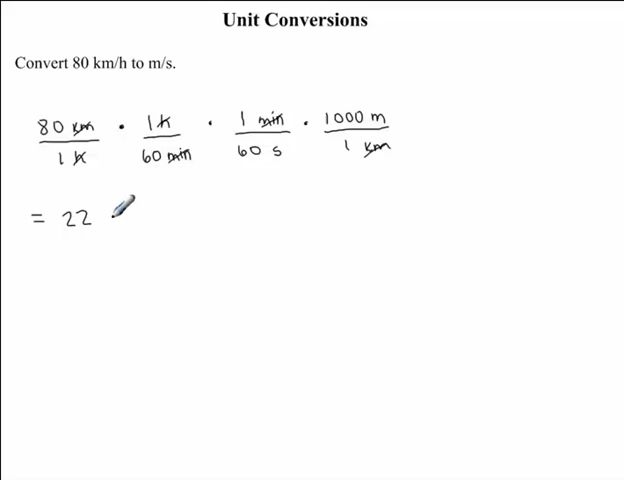 Unit Conversions
Convert 80 km/h to m/s.
80 km/1 h · 1 h/60 min · 1 min/60 s · 1000 m/1 km
= 22